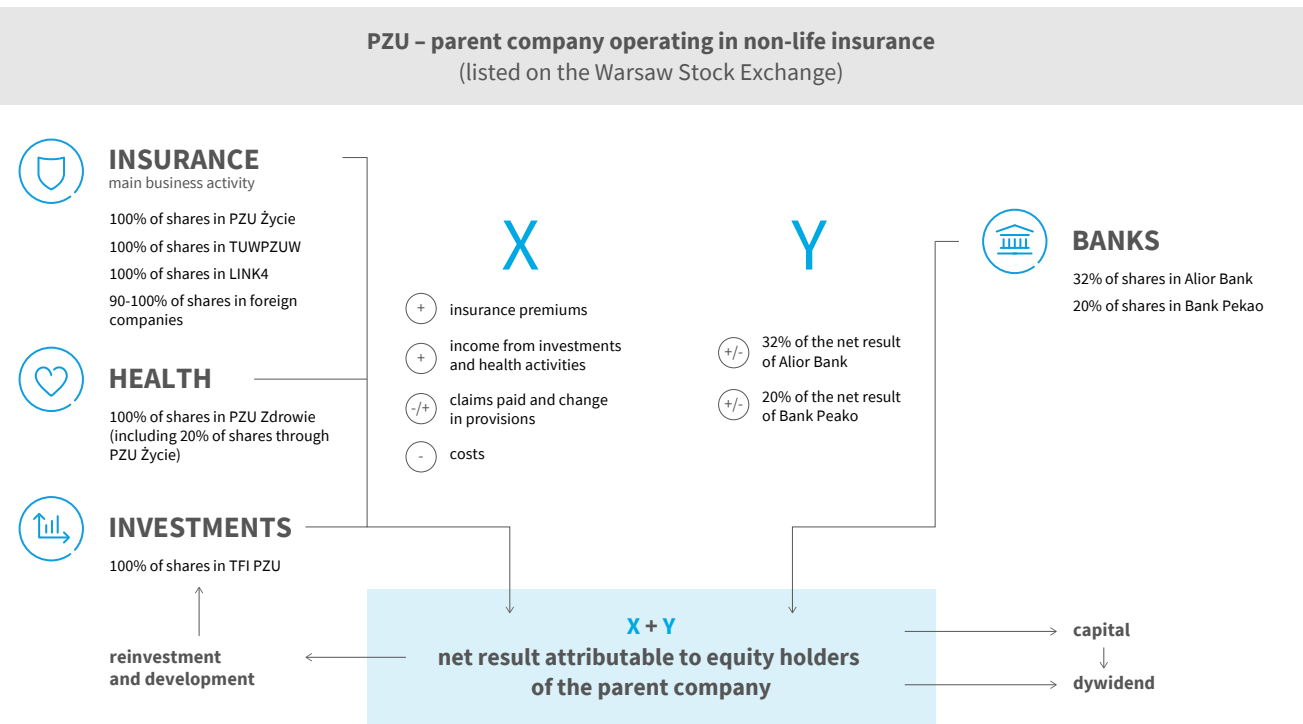 PZU – parent company operating in non-life insurance
(listed on the Warsaw Stock Exchange)
INSURANCE
main business activity
100% of shares in PZU Życie
100% of shares in TUWPZUW
100% of shares in LINK4
90-100% of shares in foreign
companies
HEALTH
100% of shares in PZU Zdrowie
(including 20% of shares through
PZU Życie)
INVESTMENTS
100% of shares in TFI PZU
reinvestment
and development
X
+ insurance premiums
+ income from investments
and health activities
-/+ claims paid and change
in provisions
- costs
Y
+/- 32% of the net result
of Alior Bank
+/- 20% of the net result
of Bank Peako
BANKS
32% of shares in Alior Bank
20% of shares in Bank Pekao
X + Y
net result attributable to equity holders
of the parent company
capital
dywidend